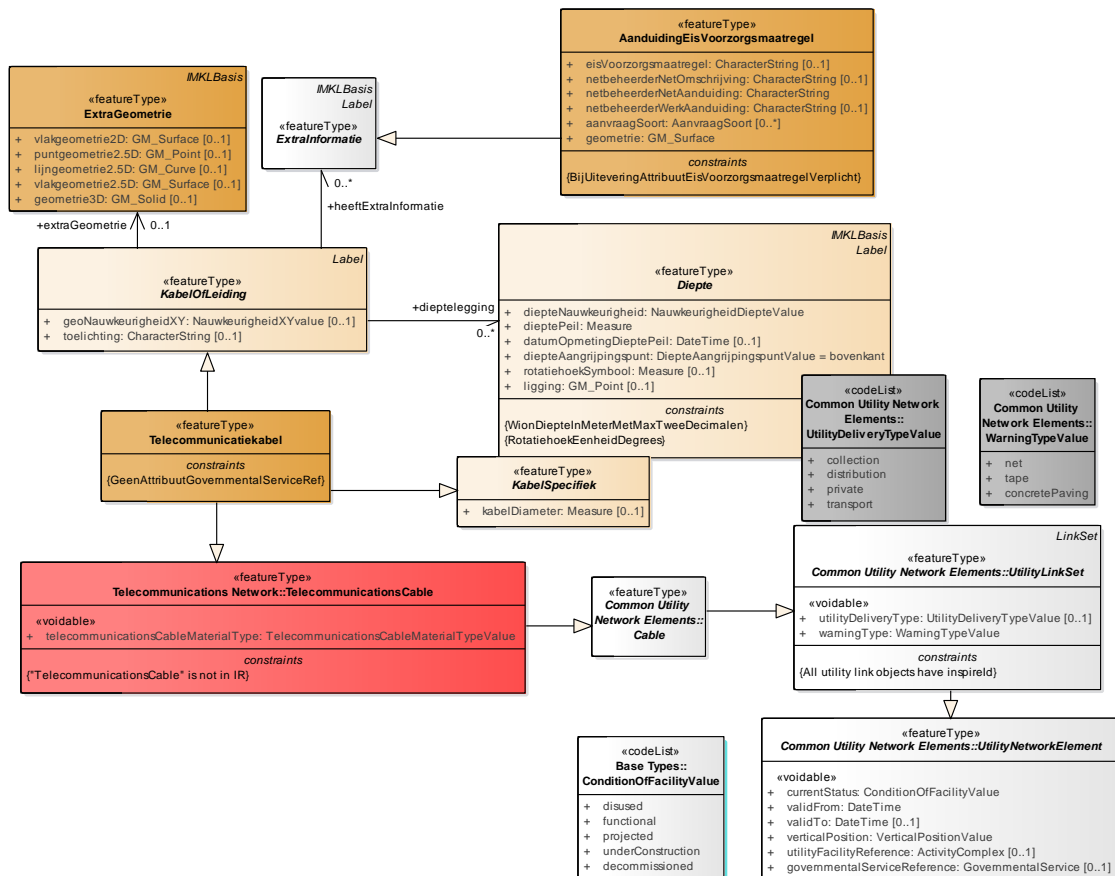 «featureType»
AanduidingEisVoorzorgsmaatregel
+ eisVoorzorgsmaatregel: CharacterString [0..1]
+ netbeheerderNetOmschrijving: CharacterString [0..1]
+ netbeheerderNetAanduiding: CharacterString
+ netbeheerderWerkAanduiding: CharacterString [0..1]
+ aanvraagSoort: AanvraagSoort [0..*]
+ geometrie: GM_Surface
constraints
{BijUiteveringAttribuutEisVoorzorgsmaatregelVerplicht}
IMKLBasis
«featureType»
ExtraGeometrie
+ vlakgeometrie2D: GM_Surface [0..1]
+ puntgeometrie2.5D: GM_Point [0..1]
+ lijngeometrie2.5D: GM_Curve [0..1]
+ vlakgeometrie2.5D: GM_Surface [0..1]
+ geometrie3D: GM_Solid [0..1]
IMKLBasis
Label
«featureType»
ExtraInformatie
0..*
+heeftExtraInformatie
+extraGeometrie 0..1
Label
«featureType»
KabelOfLeiding
+ geoNauwkeurigheidXY: NauwkeurigheidXYvalue [0..1]
+ toelichting: CharacterString [0..1]
+dieptelegging
0..*
IMKLBasis
Label
«featureType»
Diepte
+ diepteNauwkeurigheid: NauwkeurigheidDiepteValue
+ dieptePeil: Measure
+ datumOpmetingDieptePeil: DateTime [0..1]
+ diepteAangrijpingspunt: DiepteAangrijpingspuntValue = bovenkant
+ rotatiehoekSymbool: Measure [0..1]
+ ligging: GM_Point [0..1]
constraints
{WionDiepteInMeterMetMaxTweeDecimalen}
{RotatiehoekEenheidDegrees}
«codeList»
Common Utility Network
Elements::
UtilityDeliveryTypeValue
+ collection
+ distribution
+ private
+ transport
«codeList»
Common Utility
Network Elements::
WarningTypeValue
+ net
+ tape
+ concretePaving
«featureType»
Telecommunicatiekabel
constraints
{GeenAttribuutGovernmentalServiceRef}
«featureType»
KabelSpecifiek
+ kabelDiameter: Measure [0..1]
«featureType»
Telecommunications Network::TelecommunicationsCable
«voidable»
+ telecommunicationsCableMaterialType: TelecommunicationsCableMaterialTypeValue
constraints
{"TelecommunicationsCable" is not in IR}
«featureType»
Common Utility
Network Elements::
Cable
LinkSet
«featureType»
Common Utility Network Elements::UtilityLinkSet
«voidable»
+ utilityDeliveryType: UtilityDeliveryTypeValue [0..1]
+ warningType: WarningTypeValue
constraints
{All utility link objects have inspireId}
«codeList»
Base Types::
ConditionOfFacilityValue
+ disused
+ functional
+ projected
+ underConstruction
+ decommissioned
«featureType»
Common Utility Network Elements::UtilityNetworkElement
«voidable»
+ currentStatus: ConditionOfFacilityValue
+ validFrom: DateTime
+ validTo: DateTime [0..1]
+ verticalPosition: VerticalPositionValue
+ utilityFacilityReference: ActivityComplex [0..1]
+ governmentalServiceReference: GovernmentalService [0..1]